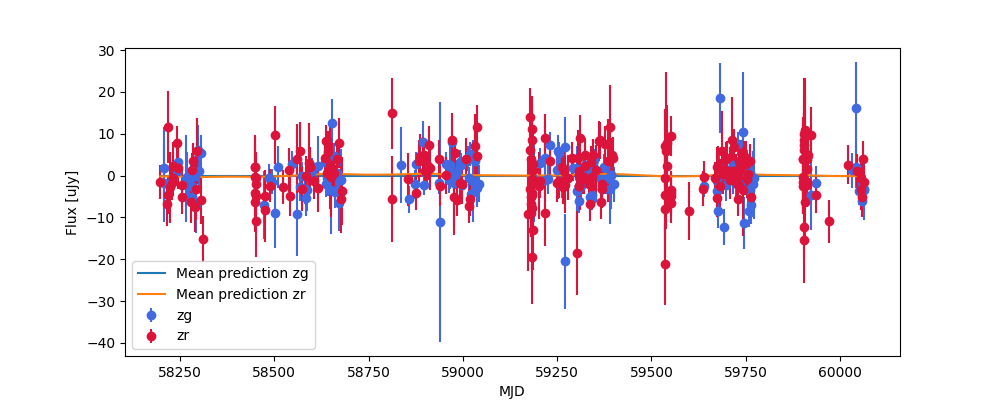 30
20
10
0
−10
−20
−30
−40
Flux [uJy]
Mean prediction zg
Mean prediction zr
zg
zr
58250 58500 58750 59000 59250 59500 59750 60000
MJD